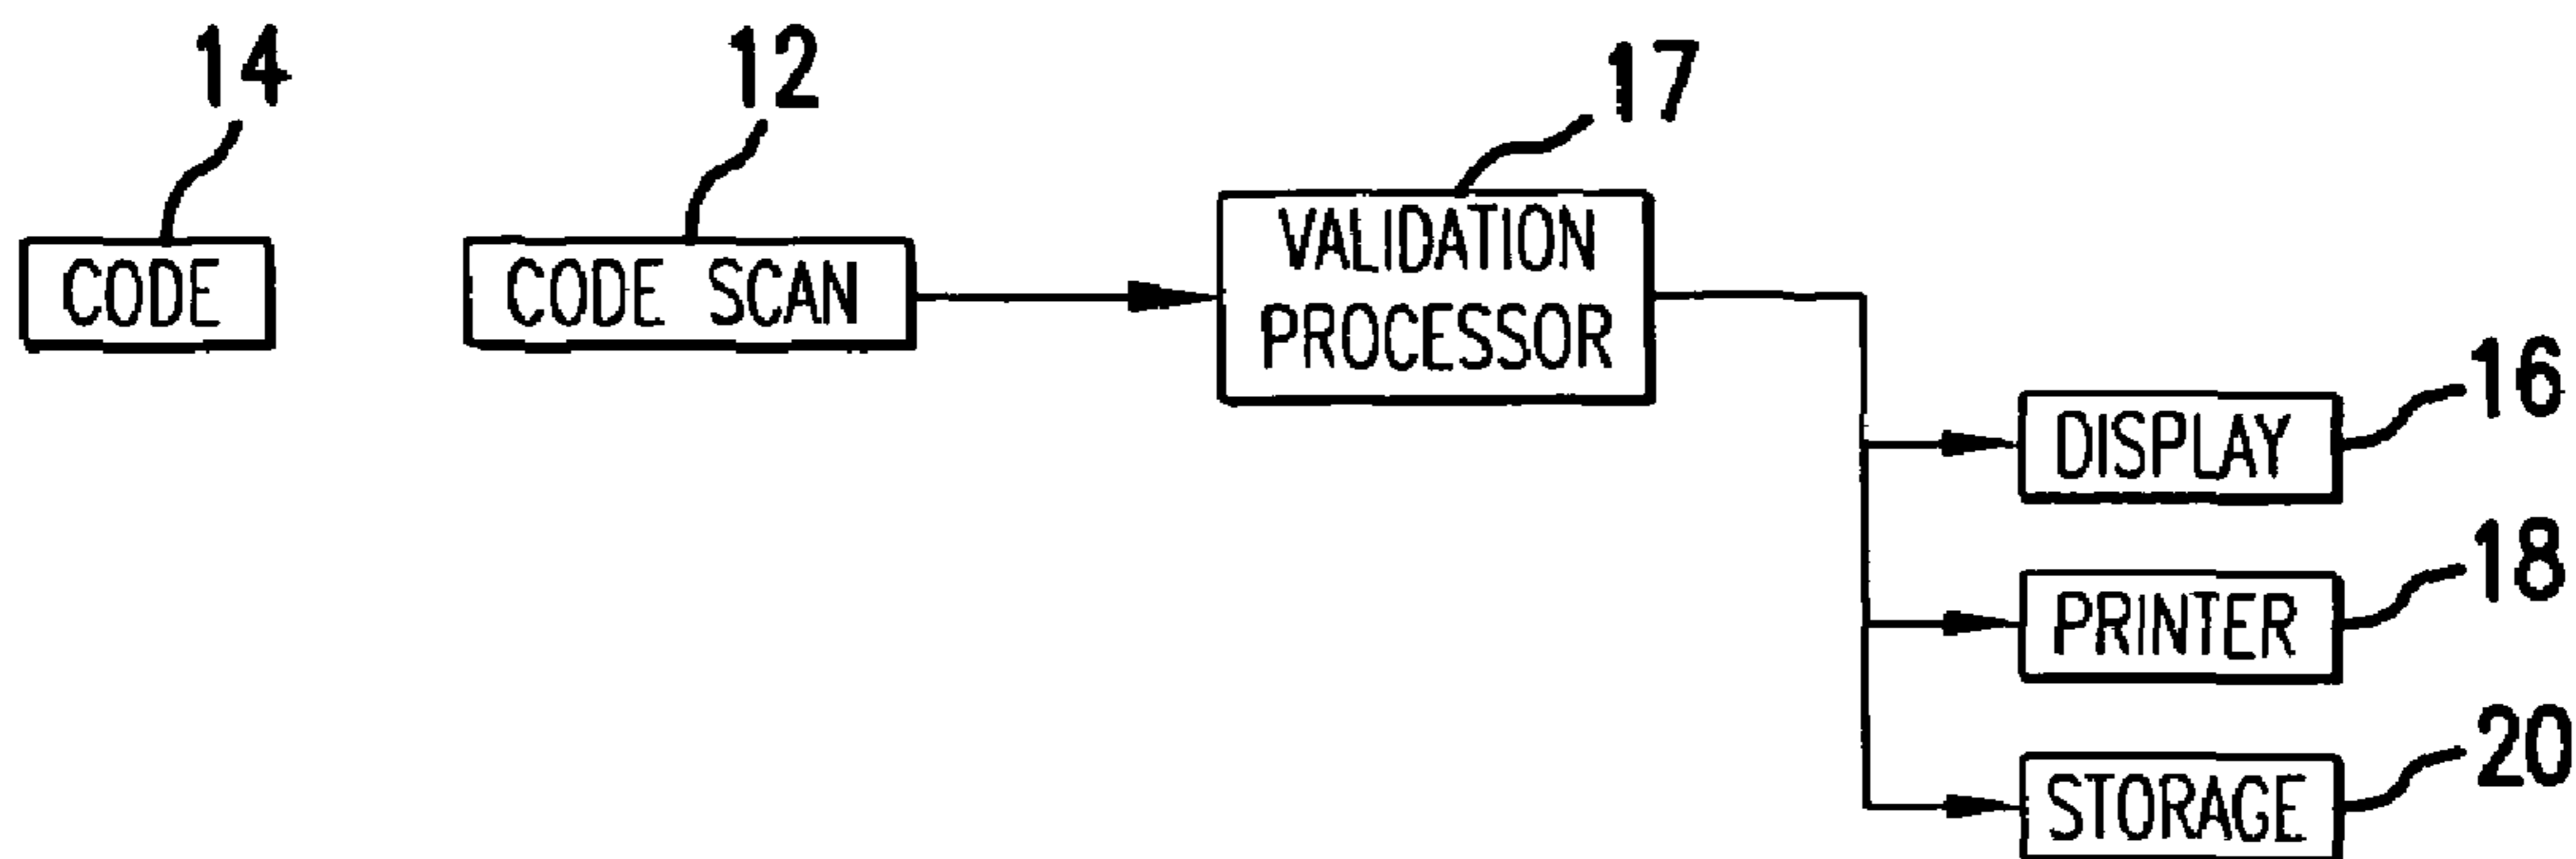 14
12
17
CODE
CODE SCAN
VALIDATION
PROCESSOR
16
DISPLAY
18
PRINTER
20
STORAGE